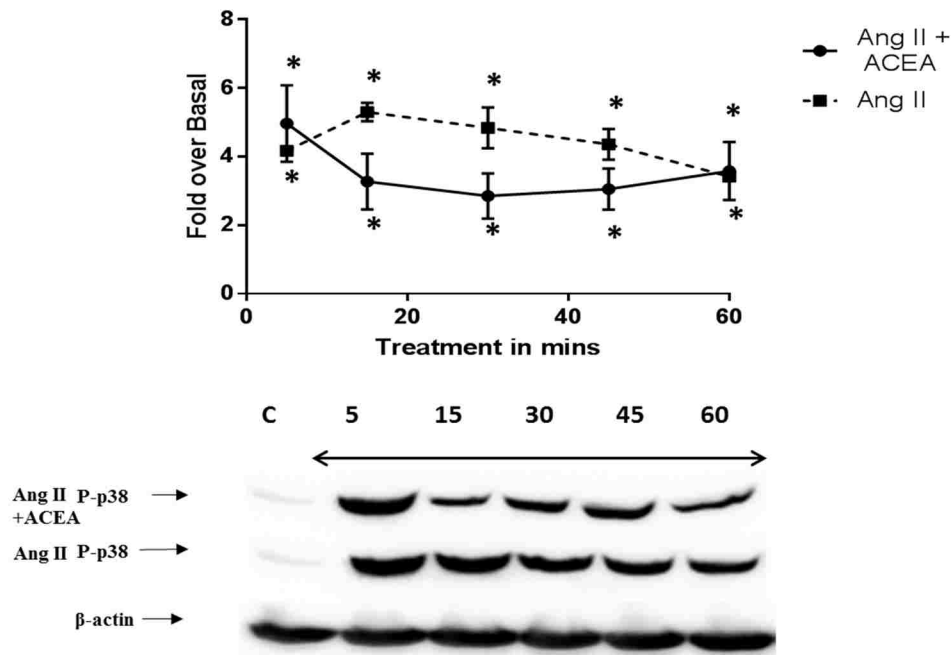 8
6
4
2
0
Fold over Basal
* * * * *
* * * * *
0 20 40 60
Treatment in mins
Ang II +
ACEA
Ang II
C 5 15 30 45 60
Ang II P-p38
+ACEA
Ang II P-p38
β-actin